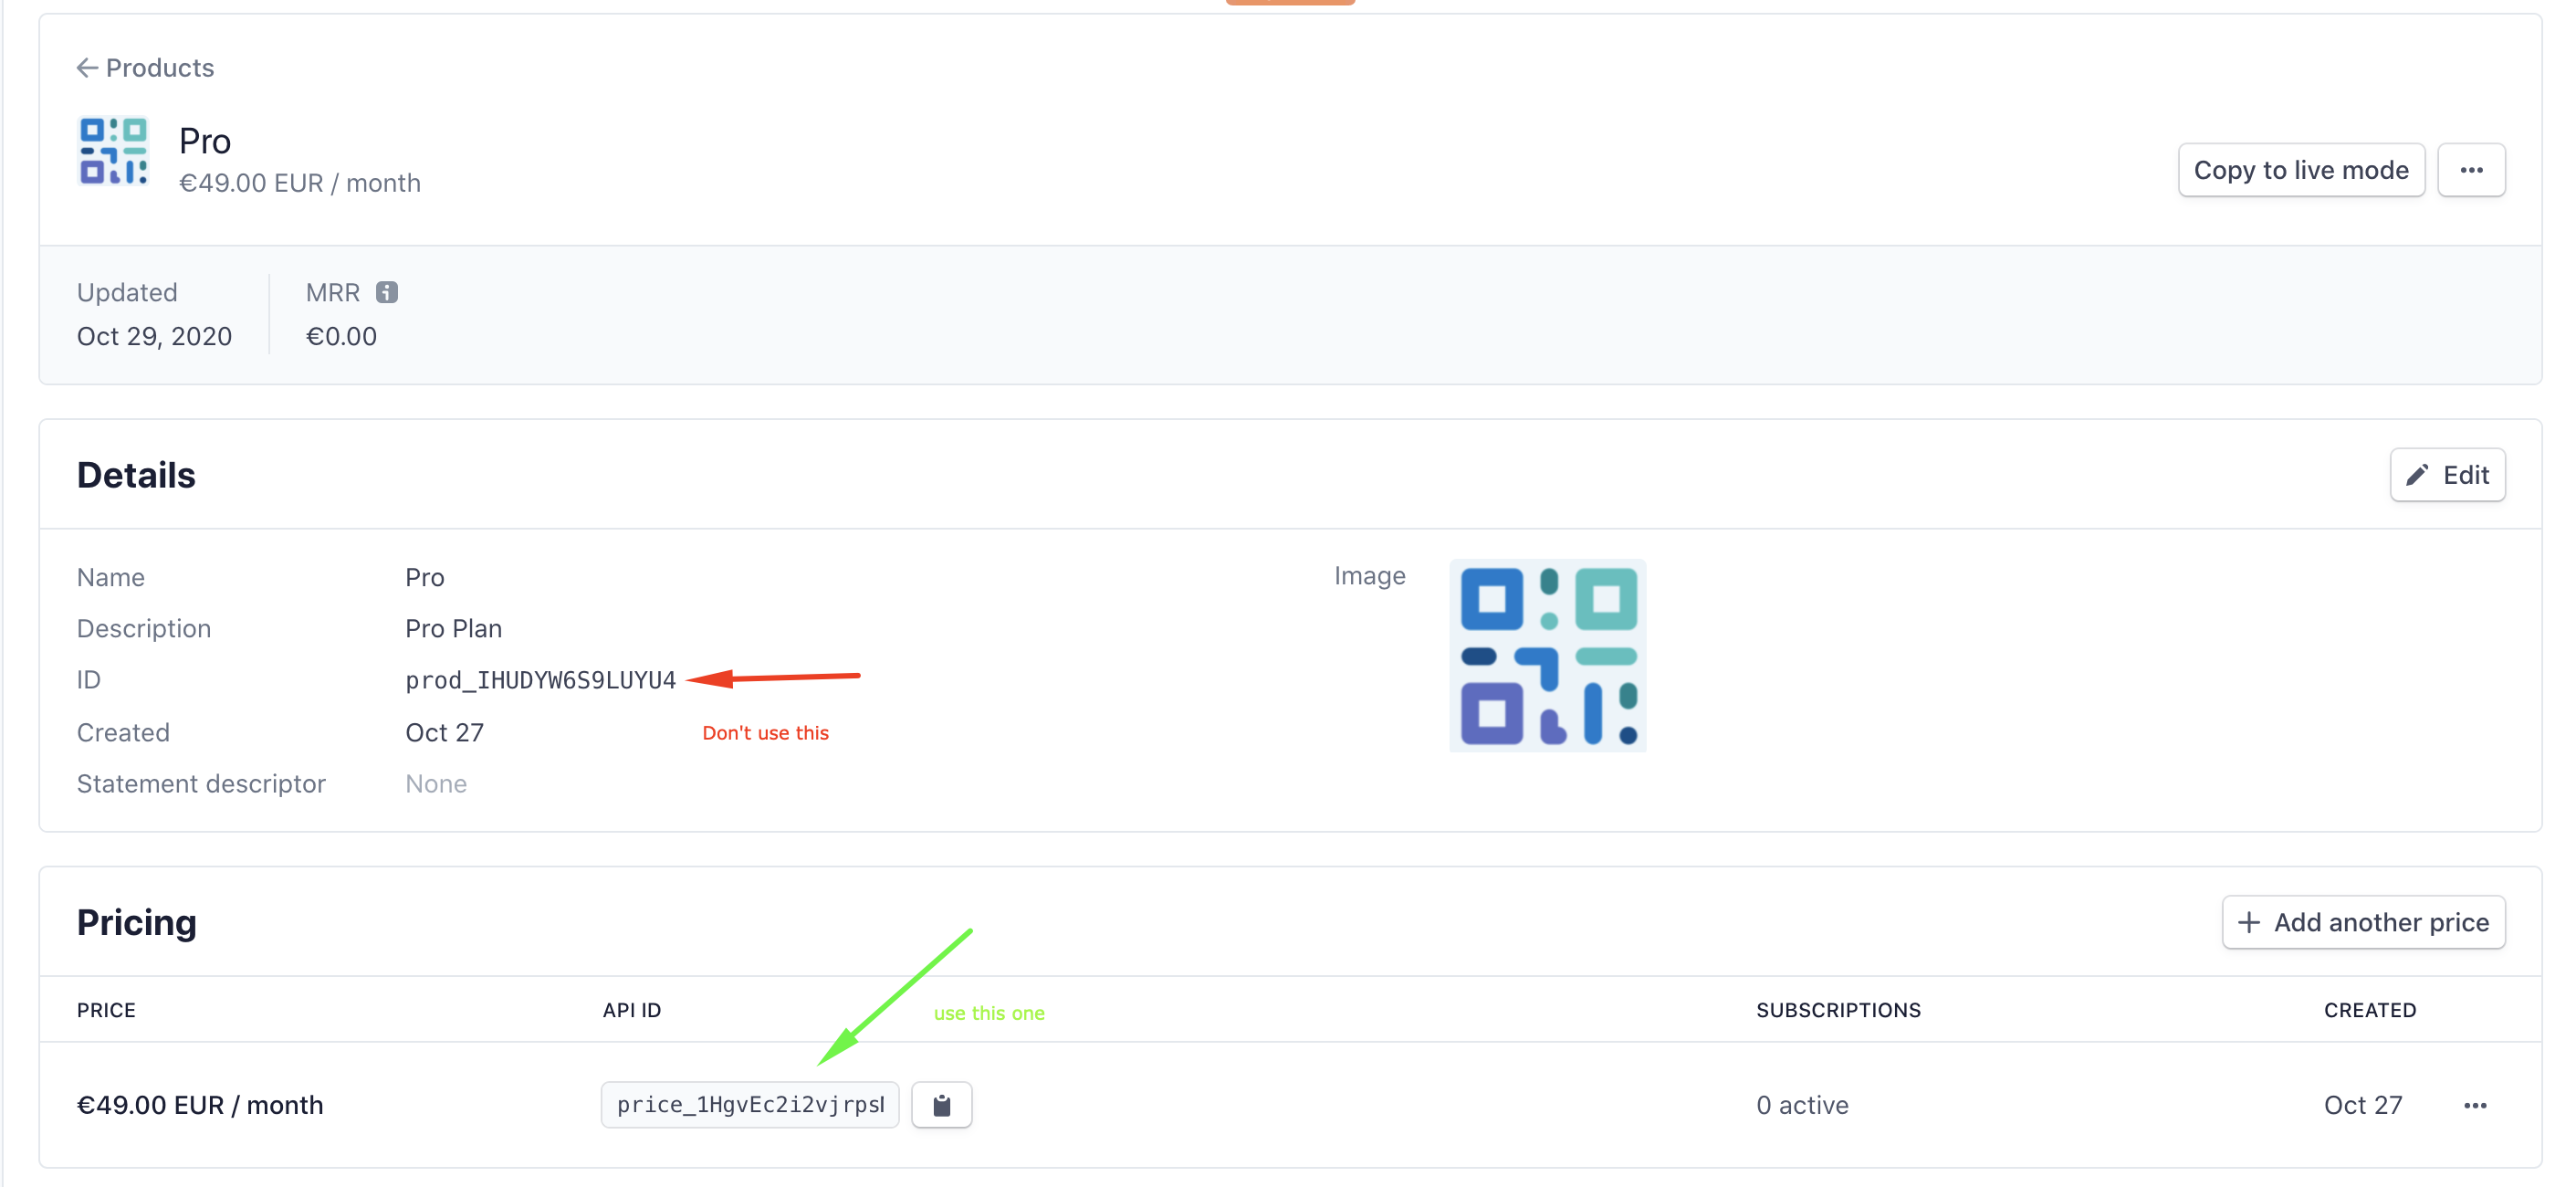 Products
Pro
€49.00 EUR / month
Copy to live mode
Updated
MRR
Oct 29, 2020
€0.00
Details
Edit
Name
Pro
Image
Description
Pro Plan
ID
prod_IHUDYW6S9LUYU4
Created
Oct 27
Don't use this
Statement descriptor
None
Pricing
Add another price
PRICE
API ID
use this one
SUBSCRIPTIONS
CREATED
€49.00 EUR / month
price_1HgvEc2i2vjrps
0 active
Oct 27